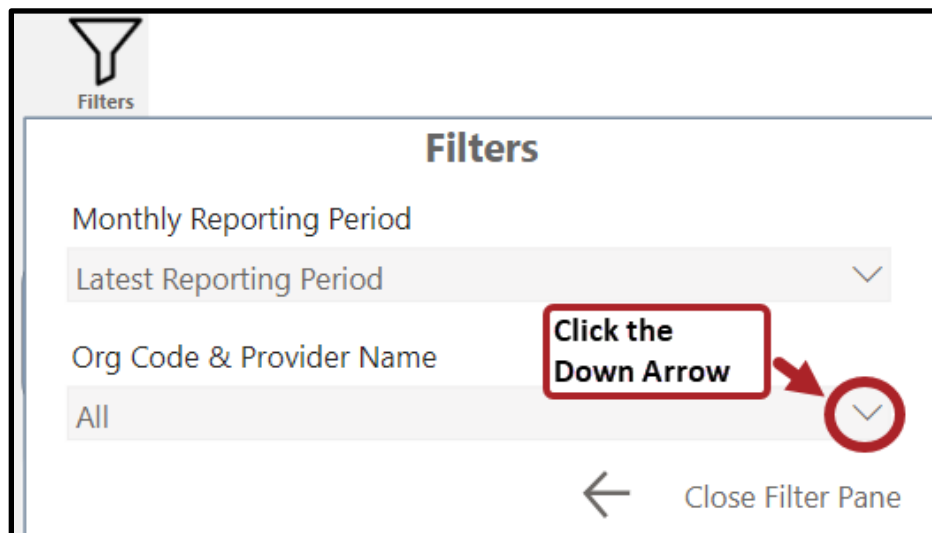 Filters
Filters
Monthly Reporting Period
Latest Reporting Period
Org Code & Provider Name
Click the
Down Arrow
All
Close Filter Pane